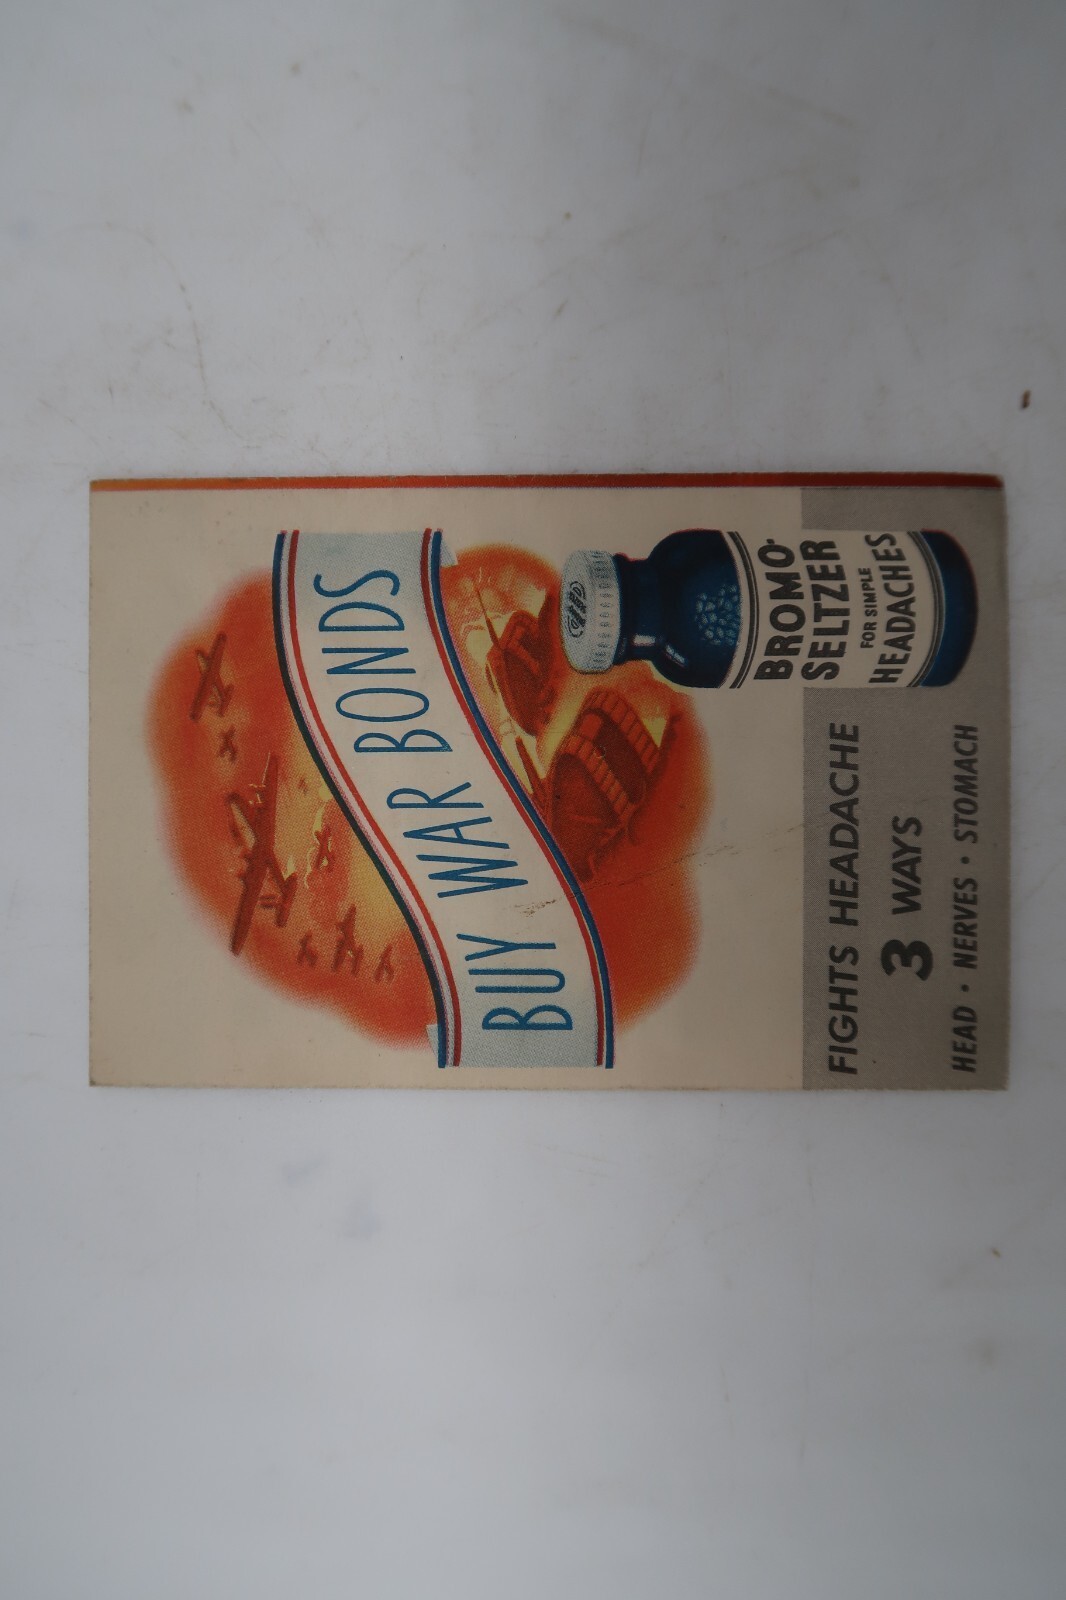 BUY WAR BONDS
BROMO-
SELTZER
FOR SIMPLE
HEADACHES
FIGHTS HEADACHE
3 WAYS
HEAD • NERVES • STOMACH